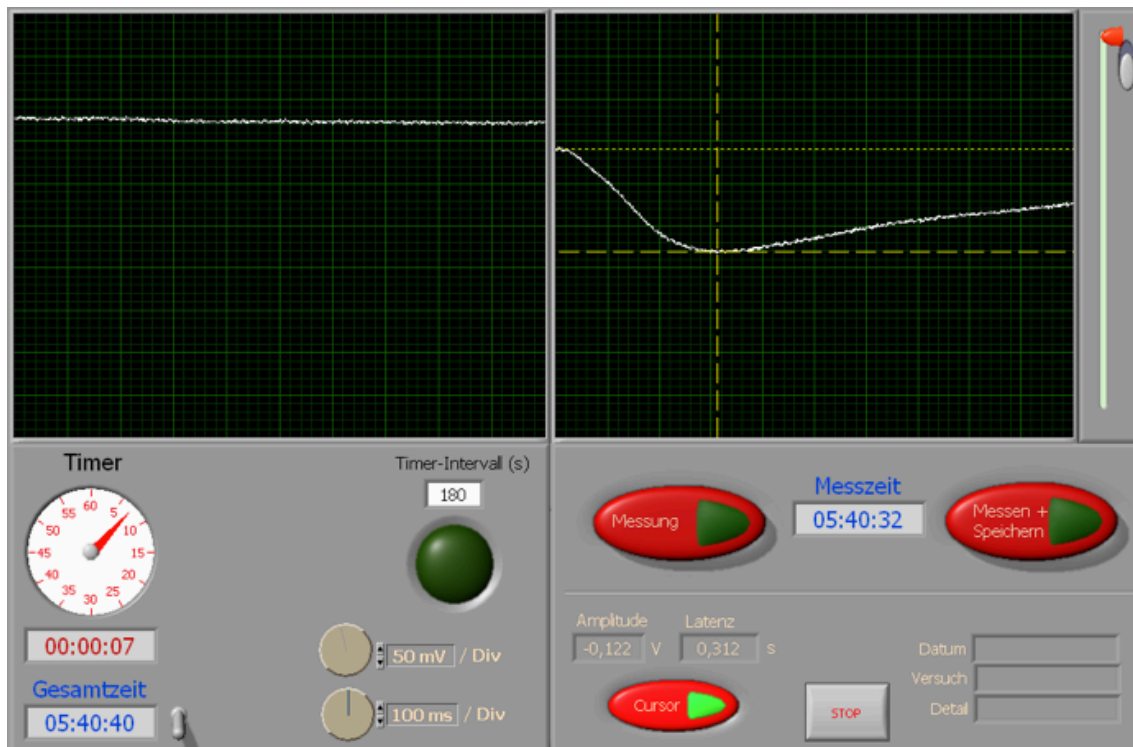 Timer
60
5
10
15
20
25
30
35
40
45
50
55
00:00:07
Gesamtzeit
05:40:40
Timer-Intervall (s)
180
50 mV / Div
100 ms / Div
Messung
Messzeit
05:40:32
Messen +
Speichern
Amplitude
-0,122 V
Latenz
0,312 s
Cursor
STOP
Datum
Versuch
Detail